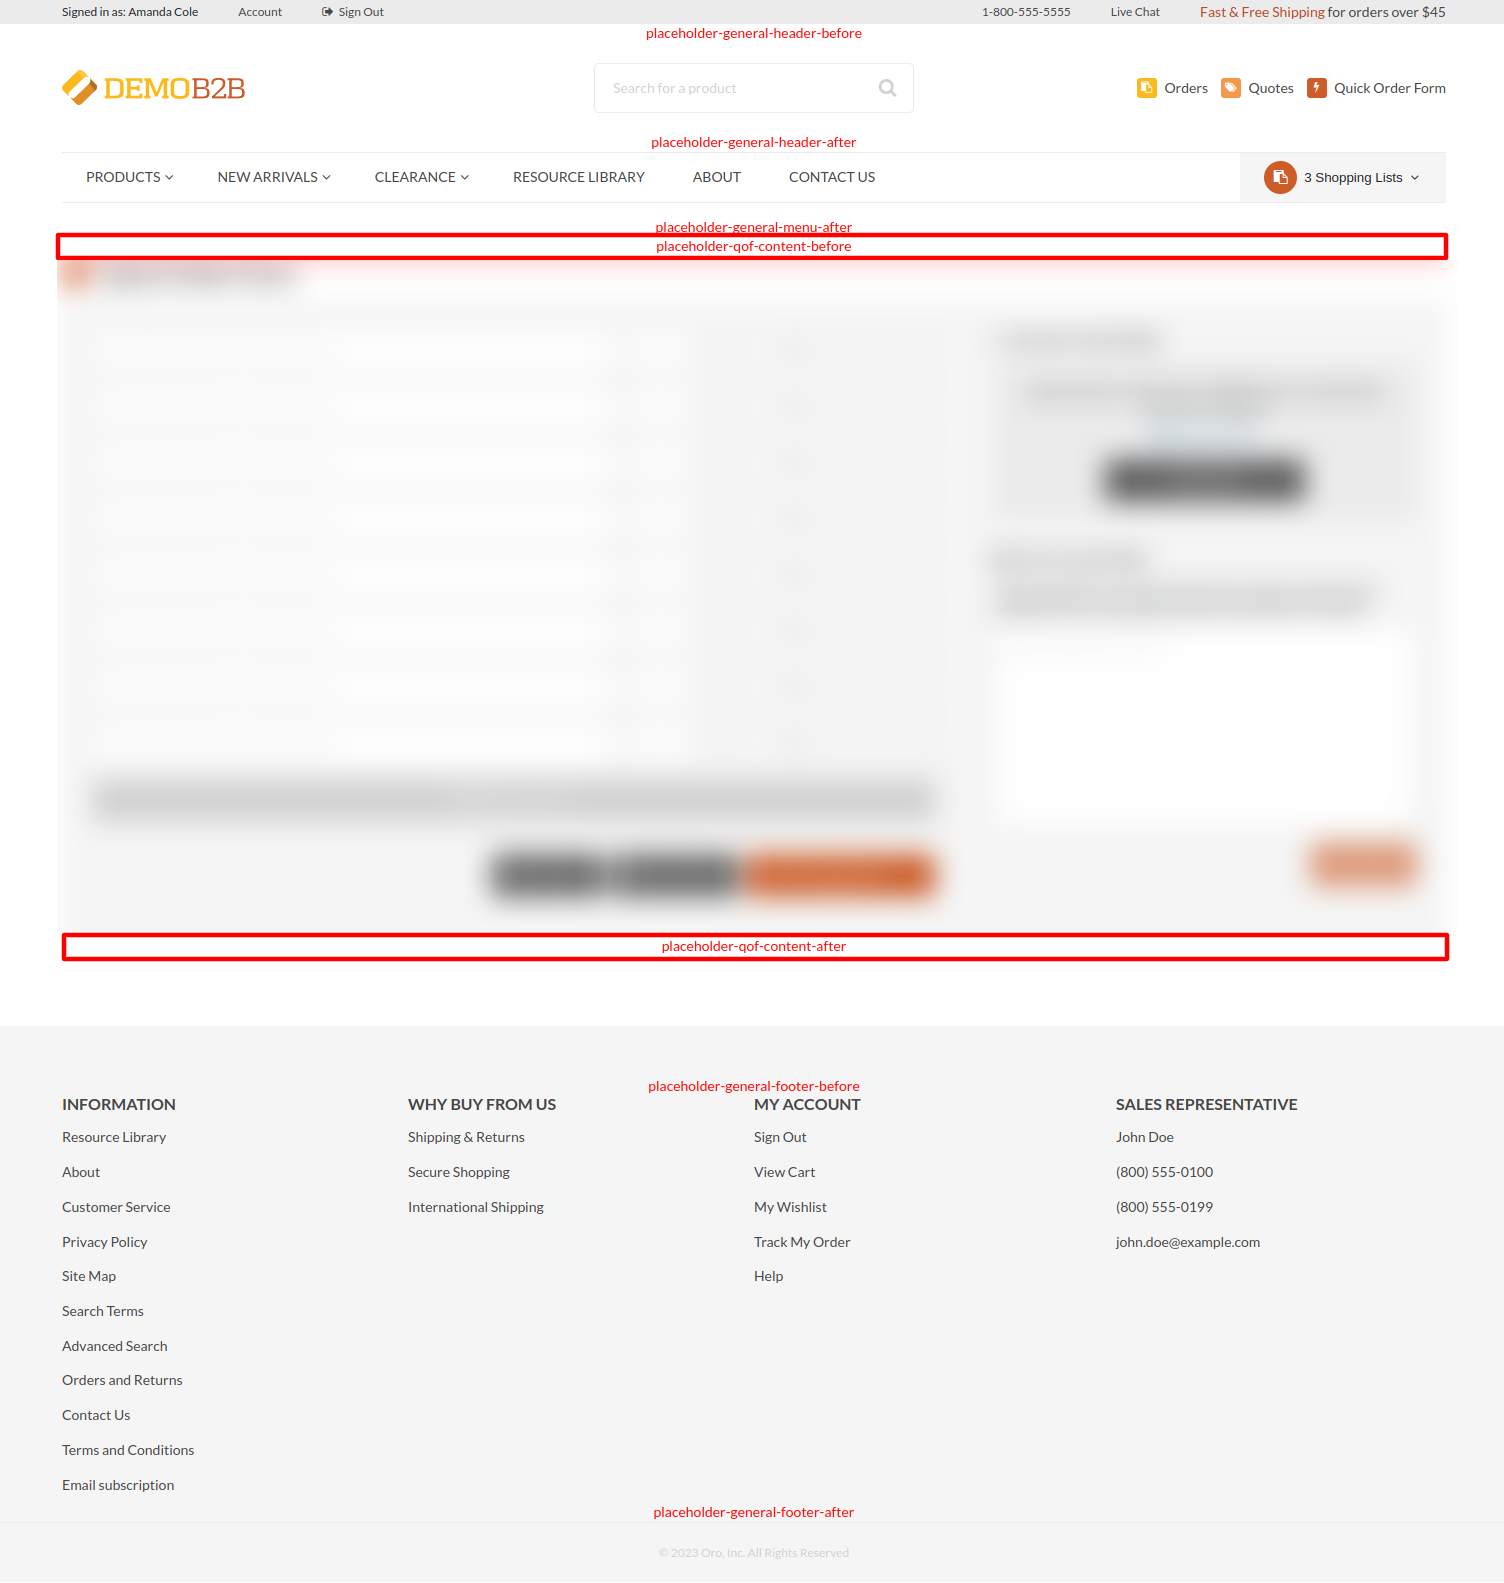 Signed in as: Amanda Cole Account Sign Out 1-800-555-5555 Live Chat Fast & Free Shipping for orders over $45
placeholder-general-header-before
DEMOB2B Search for a product Orders Quotes Quick Order Form
placeholder-general-header-after
PRODUCTS NEW ARRIVALS CLEARANCE RESOURCE LIBRARY ABOUT CONTACT US 3 Shopping Lists
placeholder-general-menu-after
placeholder-qof-content-before
placeholder-qof-content-after
placeholder-general-footer-before
INFORMATION WHY BUY FROM US MY ACCOUNT SALES REPRESENTATIVE
Resource Library Shipping & Returns Sign Out John Doe
About Secure Shopping View Cart (800) 555-0100
Customer Service International Shipping My Wishlist (800) 555-0199
Privacy Policy Track My Order john.doe@example.com
Site Map Help
Search Terms
Advanced Search
Orders and Returns
Contact Us
Terms and Conditions
Email subscription
placeholder-general-footer-after
© 2023 Oro, Inc. All Rights Reserved